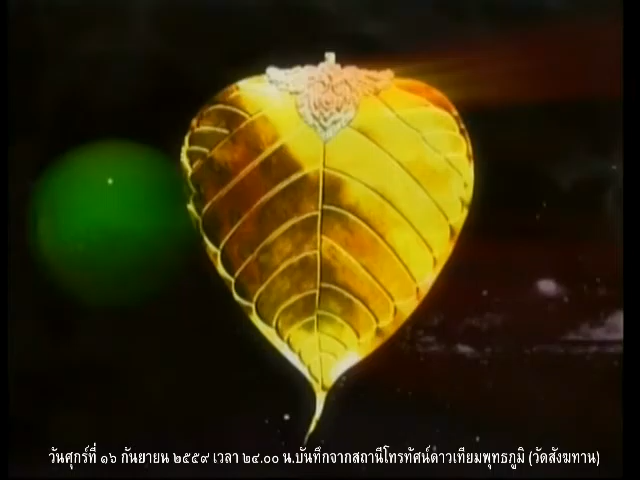 วันศุกร์ที่ ๑๖ กันยายน ๒๕๕๙ เวลา ๒๔.๐๐ น.บันทึกจากสถานีโทรทัศน์ดาวเทียมพุทธภูมิ (วัดสังฆทาน)